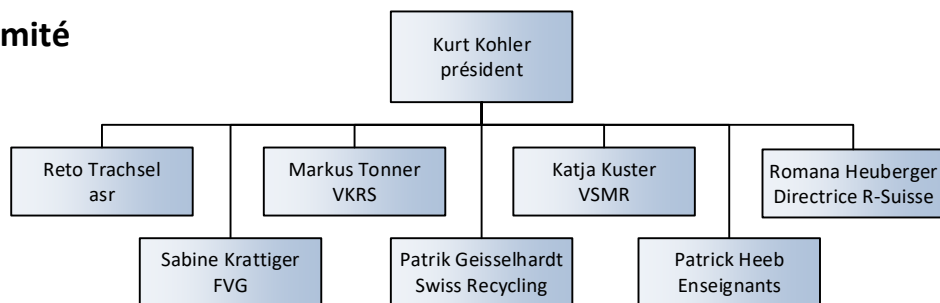 mité
Kurt Kohler
président
Reto Trachsel
asr
Markus Tonner
VKRS
Katja Kuster
VSMR
Romana Heuberger
Directrice R-Suisse
Sabine Krattiger
FVG
Patrik Geisselhardt
Swiss Recycling
Patrick Heeb
Enseignants